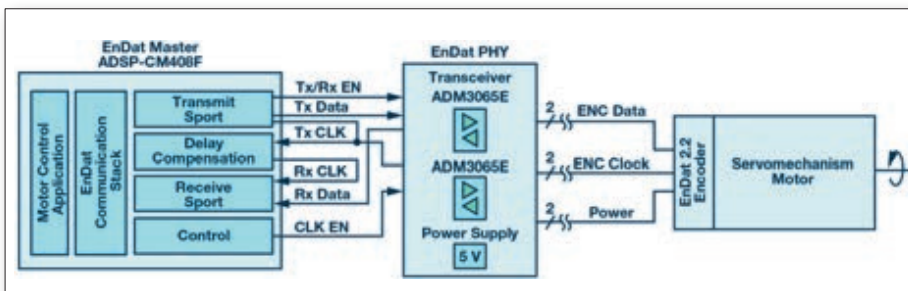 EnDat Master
ADSP-CM408F
Motor Control
Application
EnDat
Communication
Stack
Transmit
Sport
Delay
Compensation
Receive
Sport
Control
Tx/Rx EN
Tx Data
Tx CLK
Rx CLK
Rx Data
CLK EN
EnDat PHY
Transceiver
ADM3065E
ADM3065E
Power Supply
5 V
2
ENC Data
2
ENC Clock
2
Power
EnDat 2.2
Encoder
Servomechanism
Motor